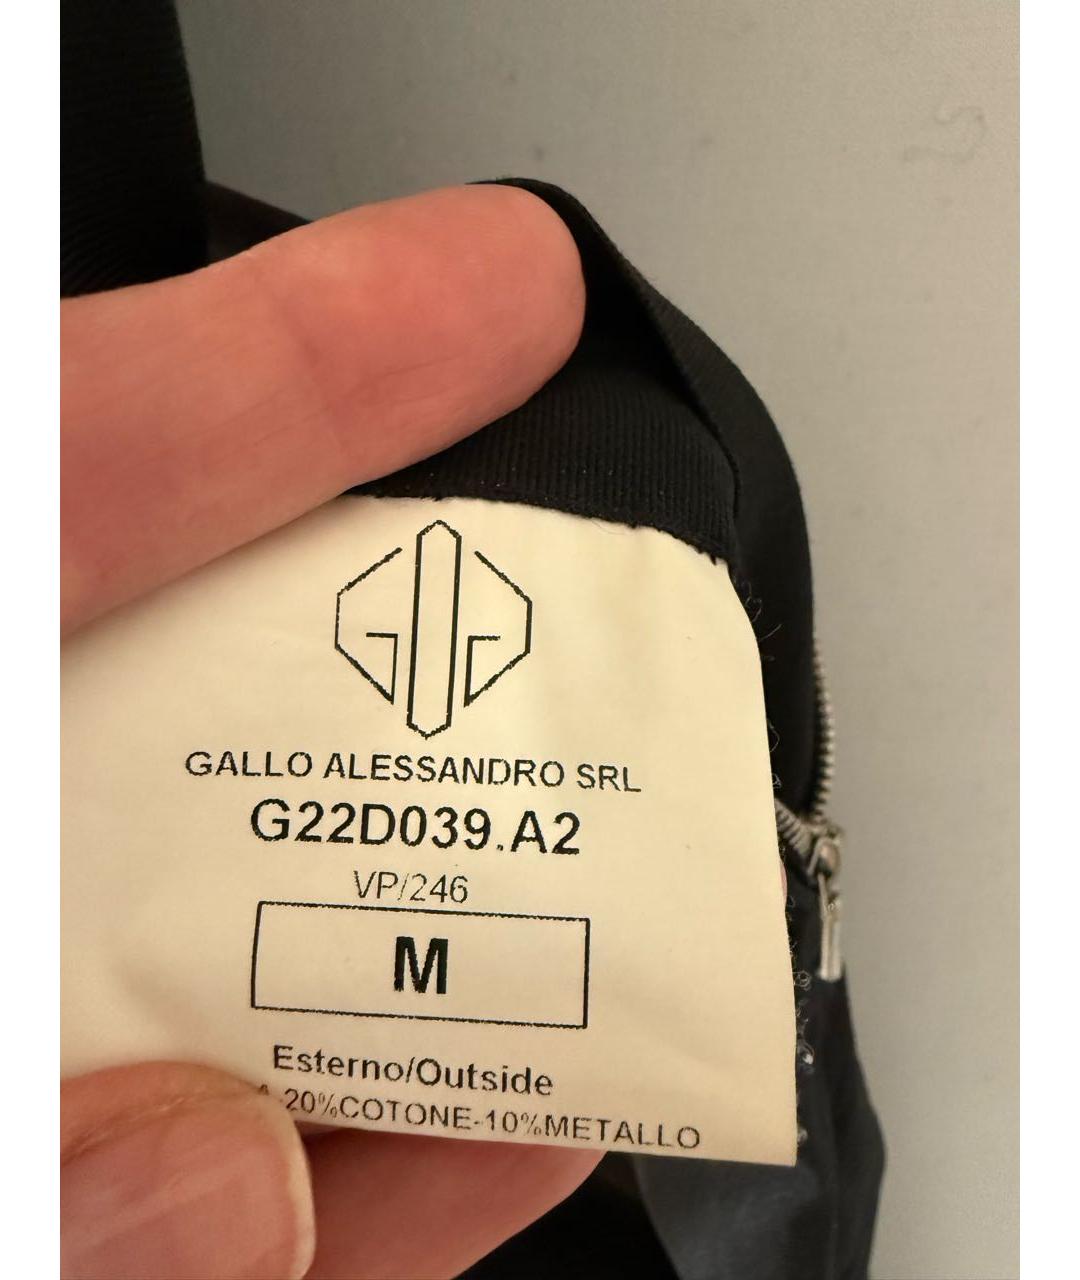 GALLO ALESSANDRO SRL
G22D039.A2
VP/246
M
Esterno/Outside
20%COTONE-10%METALLO